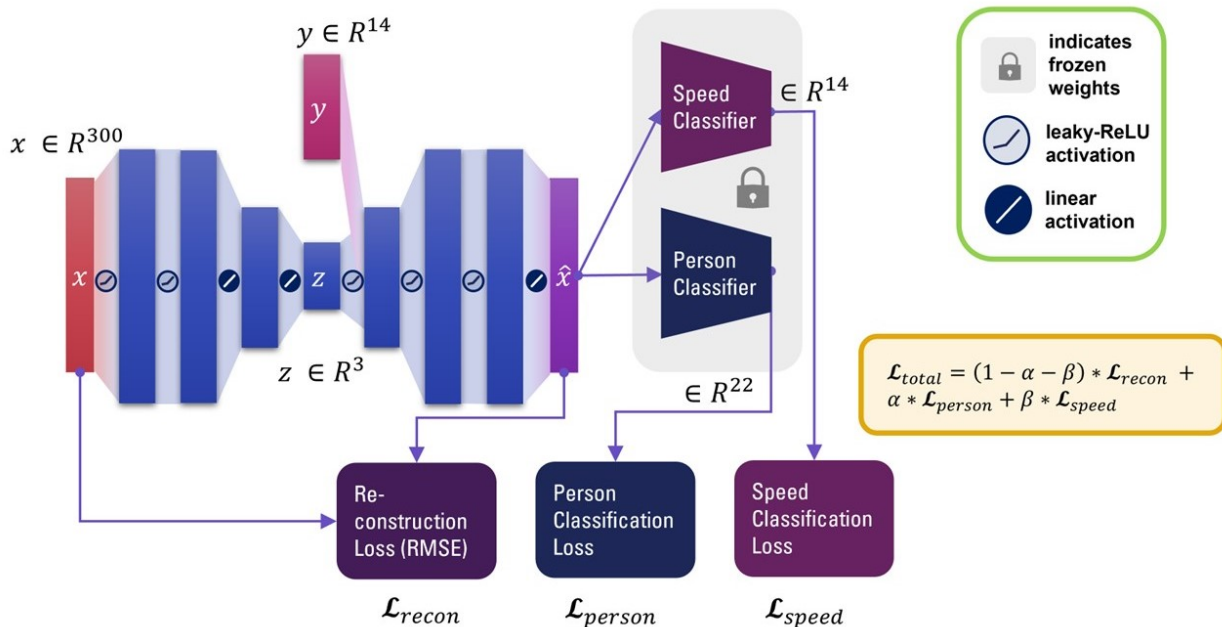 y ∈ R^14
x ∈ R^300
y
x
z
x̂
z ∈ R^3
Speed
Classifier
∈ R^14
Person
Classifier
∈ R^22
indicates
frozen
weights
leaky-ReLU
activation
linear
activation
𝓛_total = (1 − α − β) * 𝓛_recon +
α * 𝓛_person + β * 𝓛_speed
Re-
construction
Loss (RMSE)
Person
Classification
Loss
Speed
Classification
Loss
𝓛_recon
𝓛_person
𝓛_speed